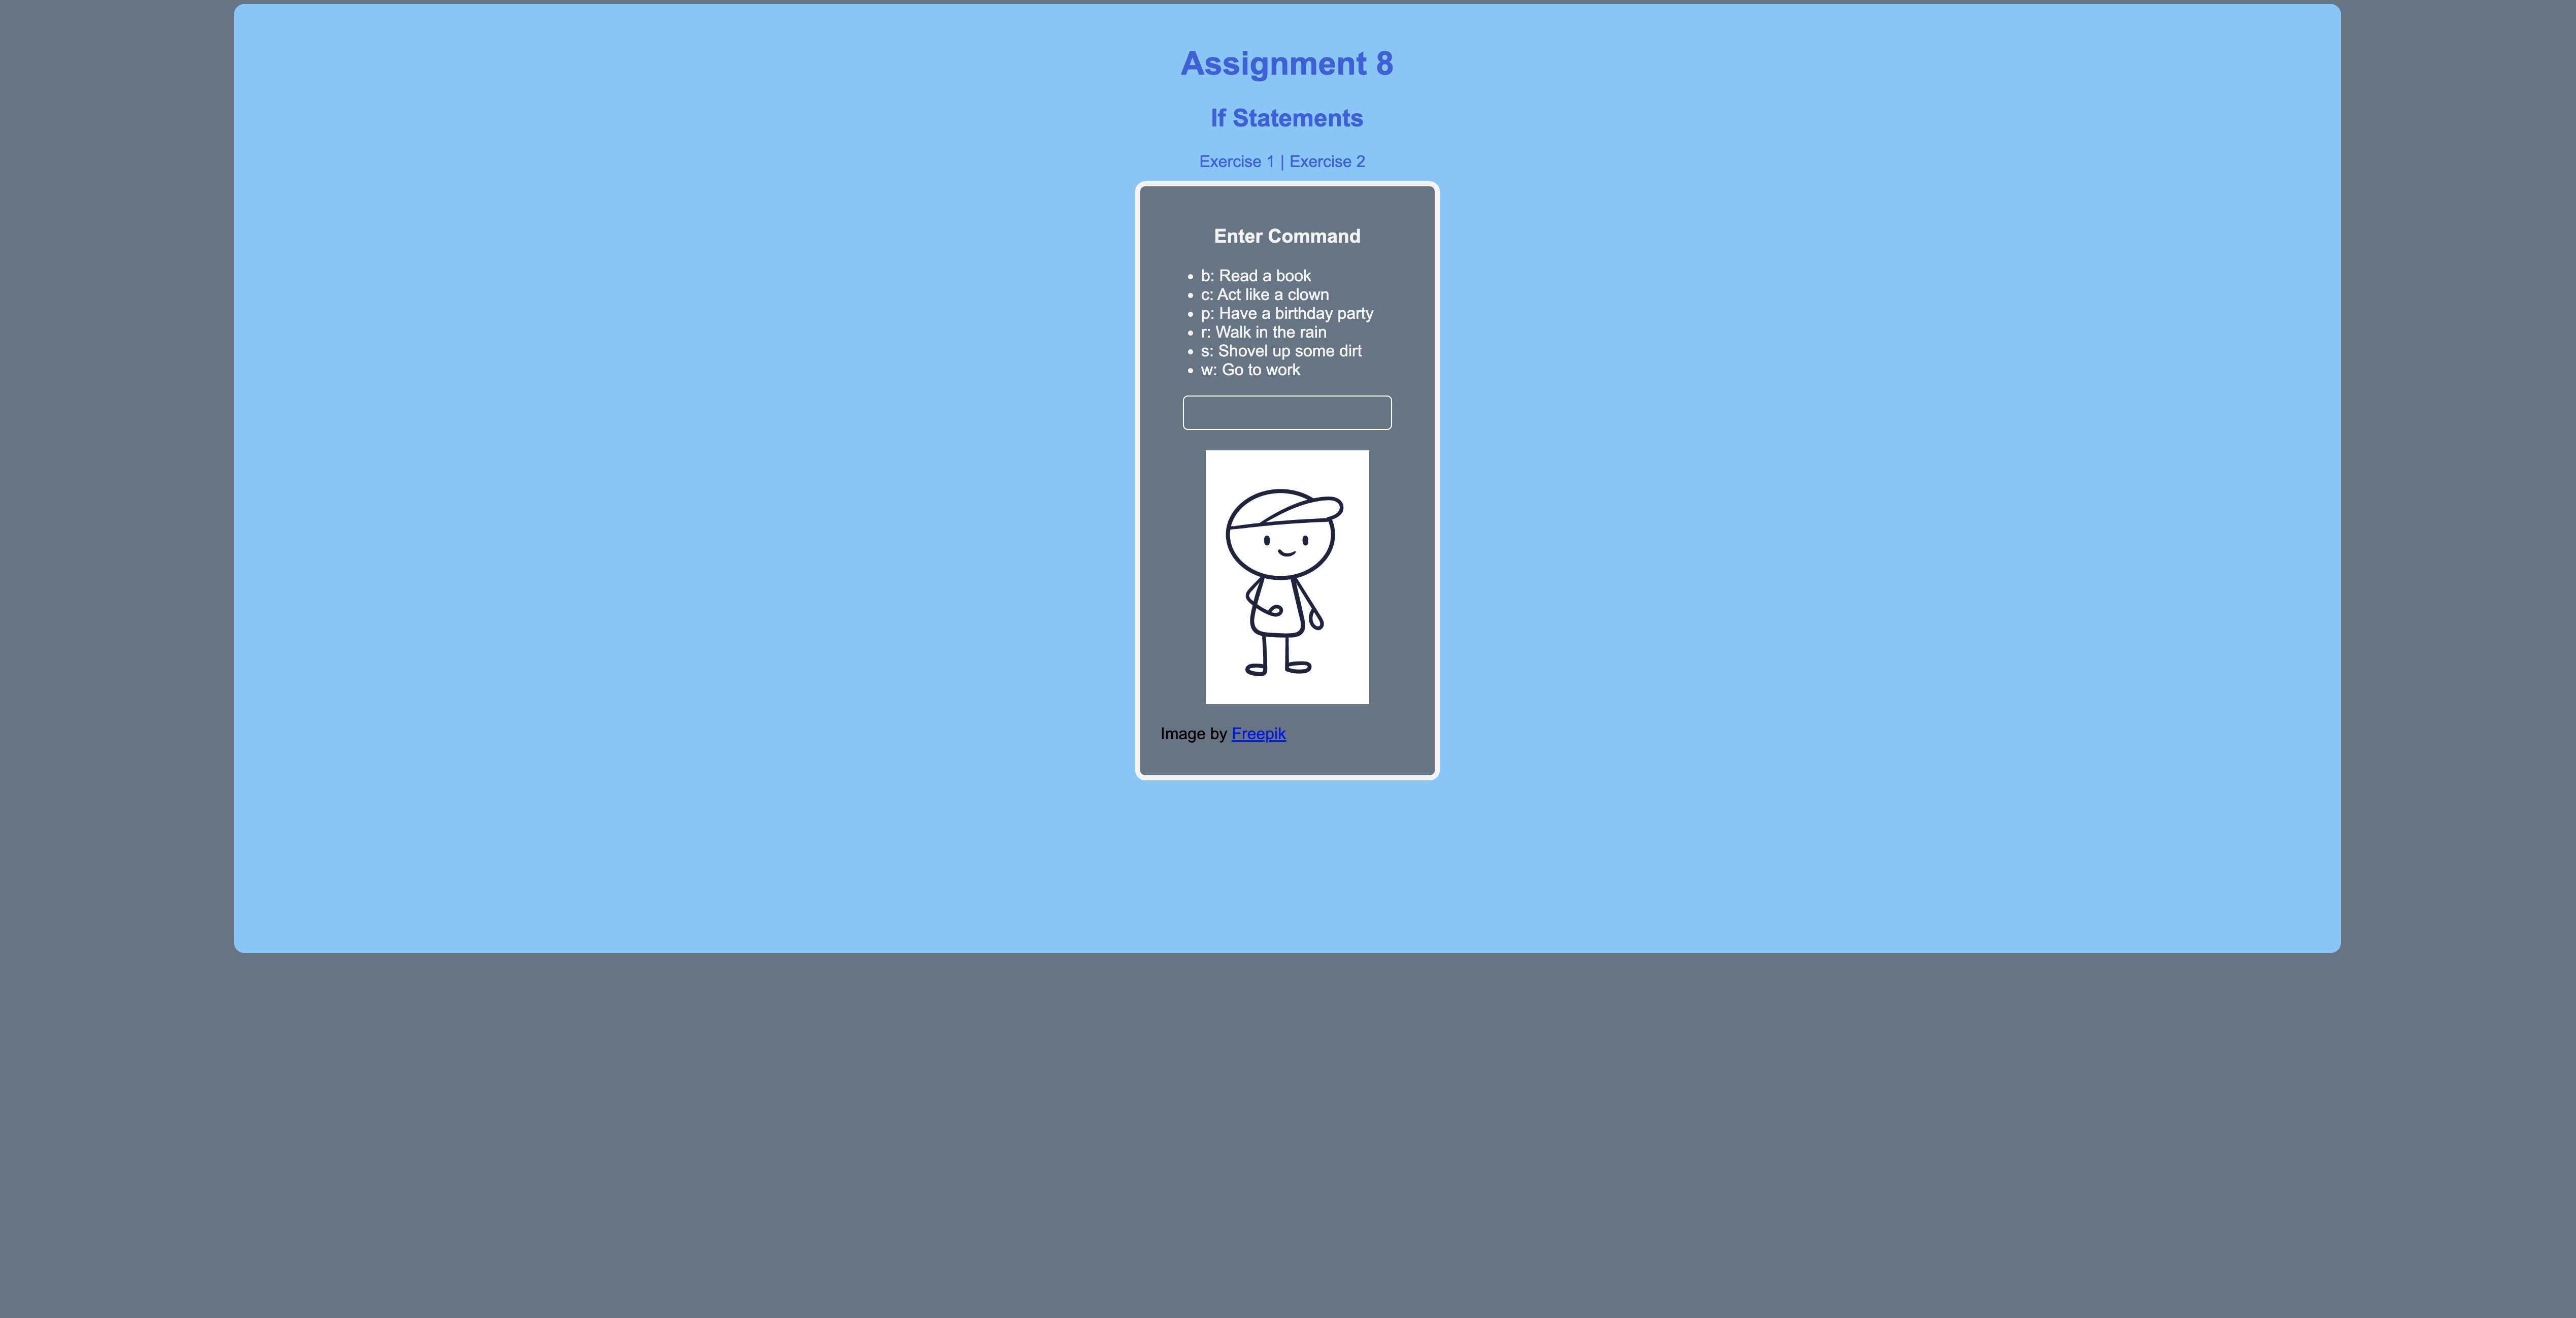 Assignment 8
If Statements
Exercise 1 | Exercise 2
Enter Command
b: Read a book
c: Act like a clown
p: Have a birthday party
r: Walk in the rain
s: Shovel up some dirt
w: Go to work
Image by Freepik